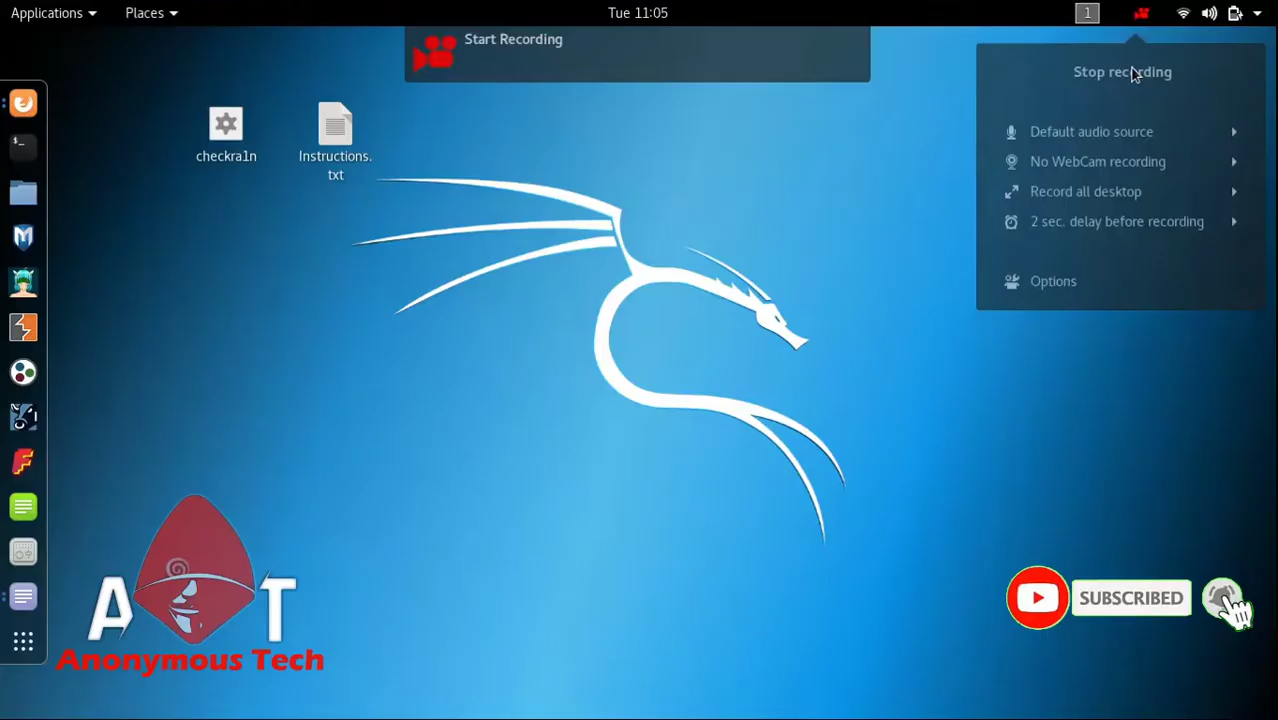 Applications
Places
Tue 11:05
1
Start Recording
Stop recording
Default audio source
No WebCam recording
Record all desktop
2 sec. delay before recording
Options
checkra1n
Instructions.
txt
A T
Anonymous Tech
SUBSCRIBED